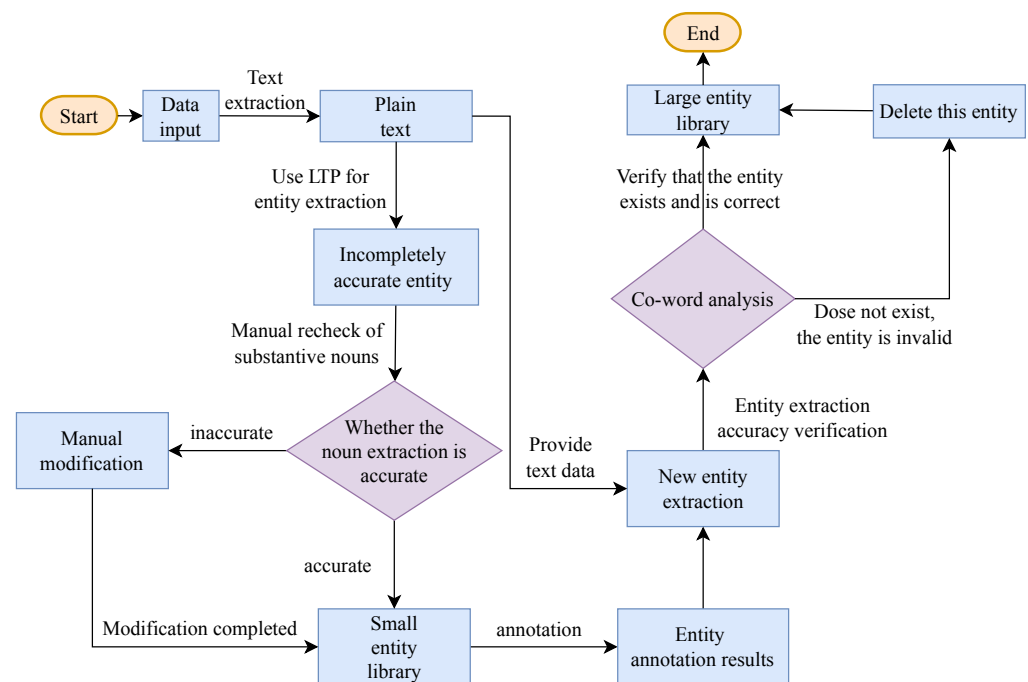 End
Text
extraction
Start
Data
input
Plain
text
Large entity
library
Delete this entity
Use LTP for
entity extraction
Verify that the entity
exists and is correct
Incompletely
accurate entity
Co-word analysis
Dose not exist,
the entity is invalid
Manual recheck of
substantive nouns
Entity extraction
accuracy verification
Manual
modification
inaccurate
Whether the
noun extraction is
accurate
Provide
text data
New entity
extraction
accurate
Modification completed
Small
entity
library
annotation
Entity
annotation results